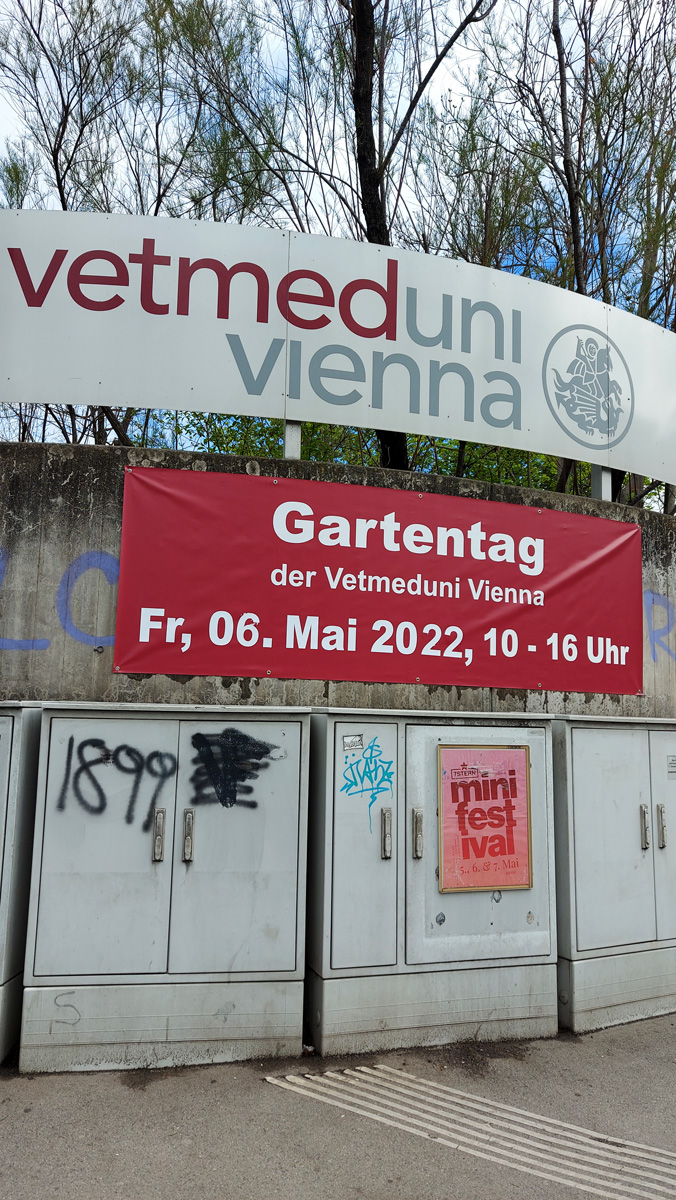 vetmeduni
vienna
Gartentag
der Vetmeduni Vienna
Fr, 06. Mai 2022, 10 - 16 Uhr
1899
TSTERN
mini
fest
ival
5., 6. & 7. Mai